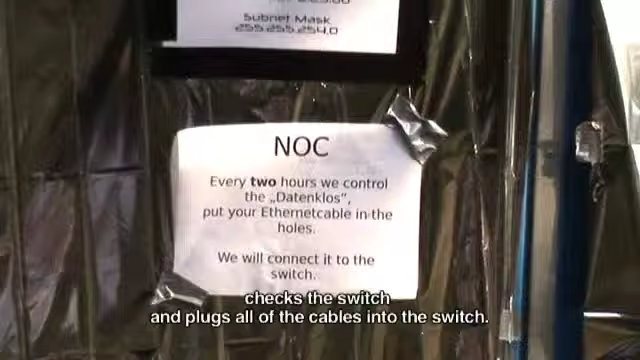 Subnet Mask
255.255.254.0
NOC
Every two hours we control
the „Datenklos“,
put your Ethernetcable in the
holes.
We will connect it to the
switch.
checks the switch
and plugs all of the cables into the switch.